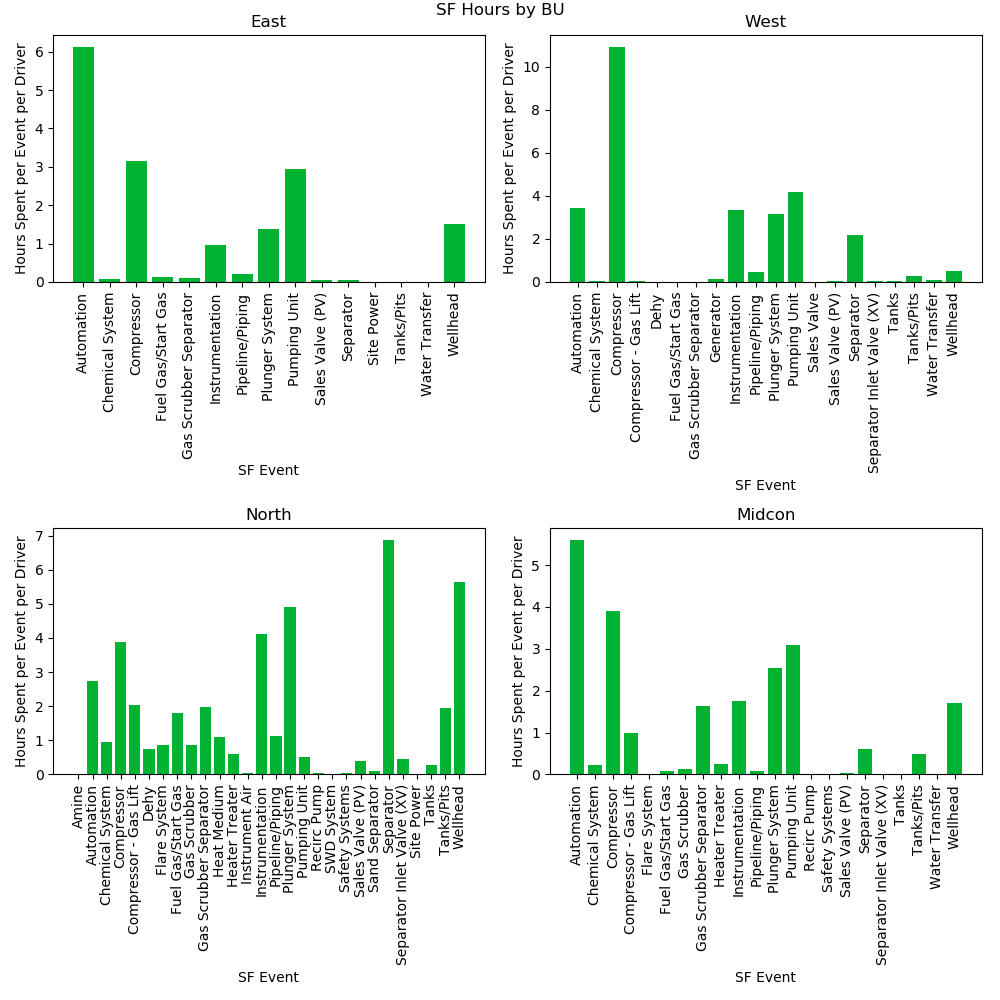 SF Hours by BU
East
Hours Spent per Event per Driver
6
5
4
3
2
1
0
Automation
Chemical System
Compressor
Fuel Gas/Start Gas
Gas Scrubber Separator
Instrumentation
Pipeline/Piping
Plunger System
Pumping Unit
Sales Valve (PV)
Separator
Site Power
Tanks/Pits
Water Transfer
Wellhead
SF Event
West
Hours Spent per Event per Driver
10
8
6
4
2
0
Automation
Chemical System
Compressor
Compressor - Gas Lift
Dehy
Fuel Gas/Start Gas
Gas Scrubber Separator
Generator
Instrumentation
Pipeline/Piping
Plunger System
Pumping Unit
Sales Valve
Sales Valve (PV)
Separator
Separator Inlet Valve (XV)
Tanks
Tanks/Pits
Water Transfer
Wellhead
SF Event
North
Hours Spent per Event per Driver
7
6
5
4
3
2
1
0
Amine
Automation
Chemical System
Compressor
Compressor - Gas Lift
Dehy
Flare System
Fuel Gas/Start Gas
Gas Scrubber
Gas Scrubber Separator
Heat Medium
Heater Treater
Instrument Air
Instrumentation
Pipeline/Piping
Plunger System
Pumping Unit
Recirc Pump
SWD System
Safety Systems
Sales Valve (PV)
Sand Separator
Separator
Separator Inlet Valve (XV)
Site Power
Tanks
Tanks/Pits
Wellhead
SF Event
Midcon
Hours Spent per Event per Driver
5
4
3
2
1
0
Automation
Chemical System
Compressor
Compressor - Gas Lift
Flare System
Fuel Gas/Start Gas
Gas Scrubber
Gas Scrubber Separator
Heater Treater
Instrumentation
Pipeline/Piping
Plunger System
Pumping Unit
Recirc Pump
Safety Systems
Sales Valve (PV)
Separator
Separator Inlet Valve (XV)
Tanks
Tanks/Pits
Water Transfer
Wellhead
SF Event